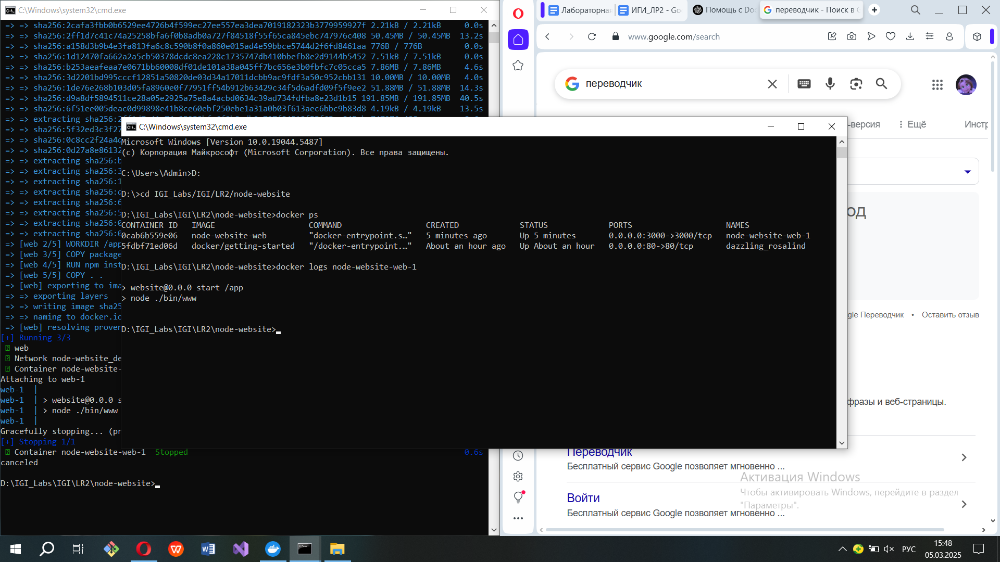 C:\Windows\system32\cmd.exe
=> => sha256:2cafa3fbb0b6529ee4726b4f599ec27ee557ea3dea7019182323b3779959927f 2.21kB / 2.21kB 0.0s
=> => sha256:2ff1d7c41c74a25258bfa6f0b8adb0a727f84518f55f65ca845ebc747976c408 50.45MB / 50.45MB 13.2s
=> => sha256:a158d3b9b4e3fa813fa6c8c590b8f0a860e015ad4e59bbce5744d2f6fd8461aa 776B / 776B 0.0s
=> => sha256:1d12470fa662a2a5cb50378dcdc8ea228c1735747db410bbefb8e2d9144b5452 7.51kB / 7.51kB 0.0s
=> => sha256:b253aeafeaa7e0671bb60008df01de101a38a045ff7bc656e3b0fbfc7c05cca5 7.86MB / 7.86MB 4.6s
=> => sha256:3d2201bd995cccf12851a50820de03d34a17011dcbb9ac9fdf3a50c952cbb131 10.00MB / 10.00MB 4.0s
=> => sha256:1de76e268b103d05fa8960e0f77951ff54b912b63429c34f5d6adfd09f5f9ee2 51.88MB / 51.88MB 14.3s
=> => sha256:d9a8df5894511ce28a05e2925a75e8a4acbd0634c39ad734fdfba8e23d1b15 191.85MB / 191.85MB 40.5s
=> => sha256:6f51ee005deac0d99898e41b8ce60ebf250ebe1a31a0b03f613aec6bbc9b83d8 4.19kB / 4.19kB 13.5s
=> => extracting sha256:2
=> => sha256:5f32ed3c3f27
=> => sha256:0c8cc2f24a4d
=> => sha256:0d27a8e86132
=> => extracting sha256:b
=> => extracting sha256:3
=> => extracting sha256:1
=> => extracting sha256:d
=> => extracting sha256:6
=> => extracting sha256:5
=> => extracting sha256:0
=> => extracting sha256:0
=> [web 2/5] WORKDIR /app
=> [web 3/5] COPY package
=> [web 4/5] RUN npm inst
=> [web 5/5] COPY . .
=> [web] exporting to ima
=> => exporting layers
=> => writing image sha25
=> => naming to docker.io
=> [web] resolving proven
[+] Running 3/3
web
Network node-website_de
Container node-website-
Attaching to web-1
web-1 |
web-1 | > website@0.0.0 s
web-1 | > node ./bin/www
web-1 |
Gracefully stopping... (pr
[+] Stopping 1/1
Container node-website-web-1 Stopped 0.6s
canceled
D:\IGI_Labs\IGI\LR2\node-website>
C:\Windows\system32\cmd.exe
Microsoft Windows [Version 10.0.19044.5487]
(c) Корпорация Майкрософт (Microsoft Corporation). Все права защищены.
C:\Users\Admin>D:
D:\>cd IGI_Labs/IGI/LR2/node-website
D:\IGI_Labs\IGI\LR2\node-website>docker ps
CONTAINER ID IMAGE COMMAND CREATED STATUS PORTS NAMES
0cab6b559e06 node-website-web "docker-entrypoint.s…" 5 minutes ago Up 5 minutes 0.0.0.0:3000->3000/tcp node-website-web-1
5fdbf71ed06d docker/getting-started "/docker-entrypoint.…" About an hour ago Up About an hour 0.0.0.0:80->80/tcp dazzling_rosalind
D:\IGI_Labs\IGI\LR2\node-website>docker logs node-website-web-1
> website@0.0.0 start /app
> node ./bin/www
D:\IGI_Labs\IGI\LR2\node-website>
Лабораторная
ИГИ_ЛР2 - Go
Помощь с Doc
переводчик - Поиск в G
www.google.com/search
переводчик
-версия
Ещё
Инстр
од
gle Переводчик • Оставить отзыв
фразы и веб-страницы.
Переводчик
Бесплатный сервис Google позволяет мгновенно ...
Войти
Бесплатный сервис Google позволяет мгновенно ...
Активация Windows
Чтобы активировать Windows, перейдите в раздел
"Параметры".
РУС
15:48
05.03.2025